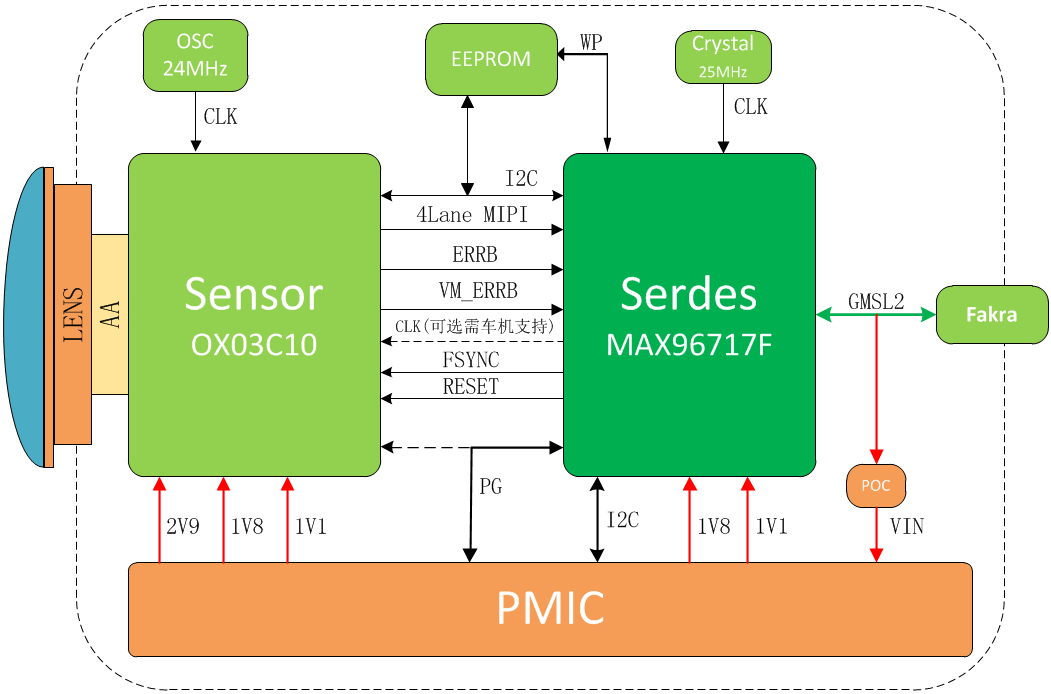 OSC
24MHz
CLK
EEPROM
WP
Crystal
25MHz
CLK
LENS
AA
Sensor
OX03C10
I2C
4Lane MIPI
ERRB
VM_ERRB
CLK(可选需车机支持)
FSYNC
RESET
Serdes
MAX96717F
GMSL2
Fakra
POC
VIN
2V9
1V8
1V1
PG
I2C
1V8
1V1
PMIC